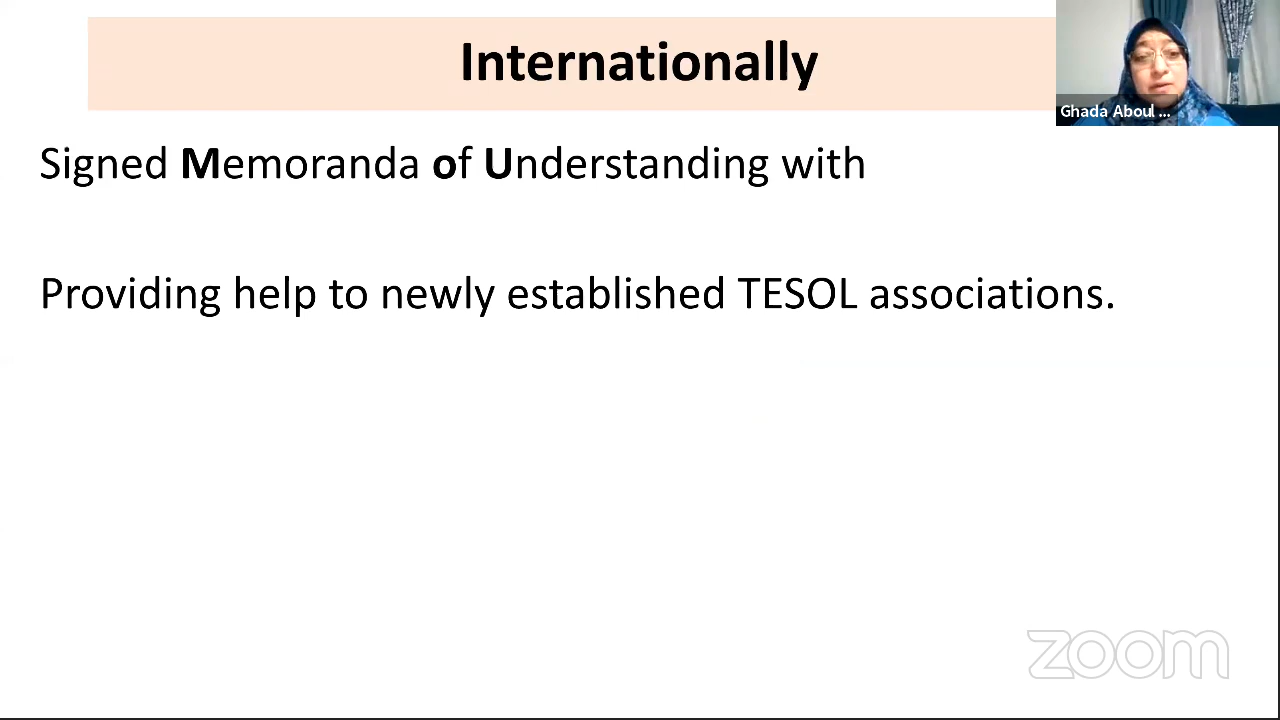 Internationally
Ghada Aboul ...
Signed Memoranda of Understanding with
Providing help to newly established TESOL associations.
zoom